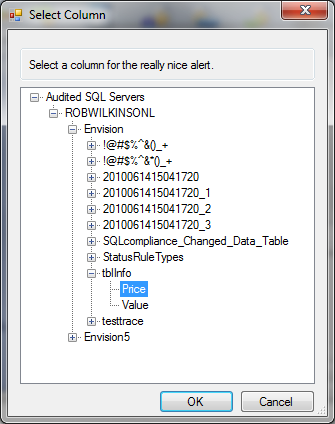 Select Column
Select a column for the really nice alert.
Audited SQL Servers
ROBWILKINSONL
Envision
!@#$%^&()_+
!@#$%^&*()_+
2010061415041720
2010061415041720_1
2010061415041720_2
2010061415041720_3
SQLcompliance_Changed_Data_Table
StatusRuleTypes
tblInfo
Price
Value
testtrace
Envision5
OK
Cancel